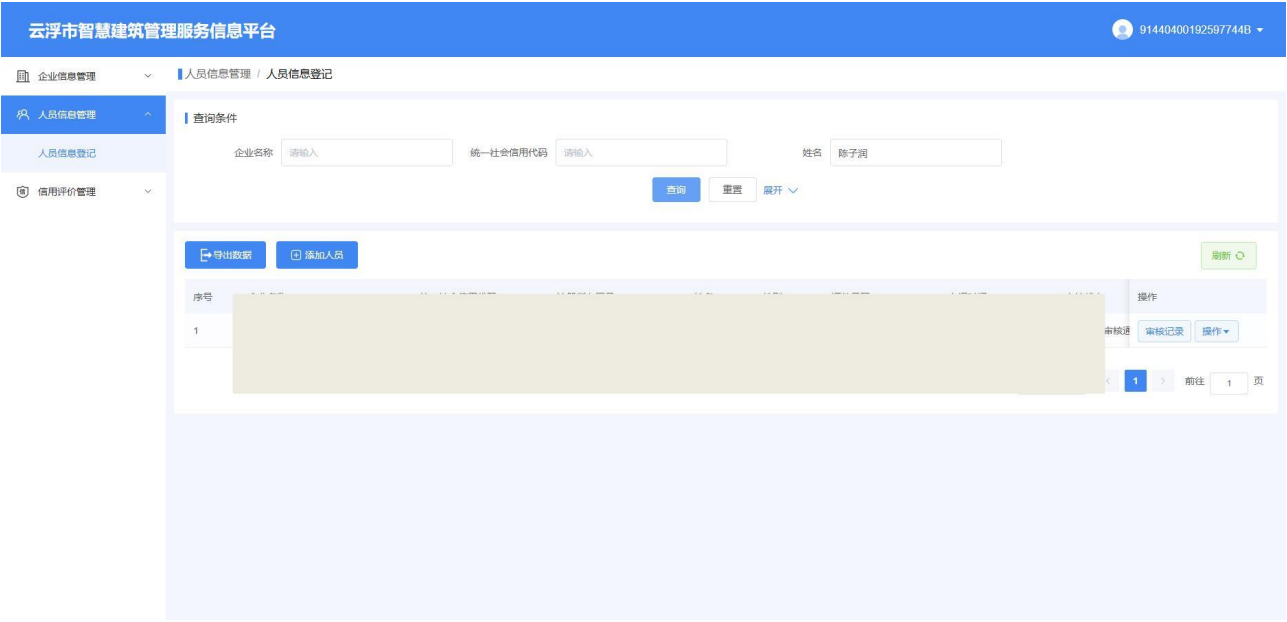 云浮市智慧建筑管理服务信息平台
91440400192597744B
企业信息管理
人员信息管理 / 人员信息登记
人员信息管理
人员信息登记
信用评价管理
查询条件
企业名称 请输入 统一社会信用代码 请输入 姓名 陈子润
查询 重置 展开
导出数据 添加人员 刷新
序号 操作
1 审核通 审核记录 操作
1 前往 1 页